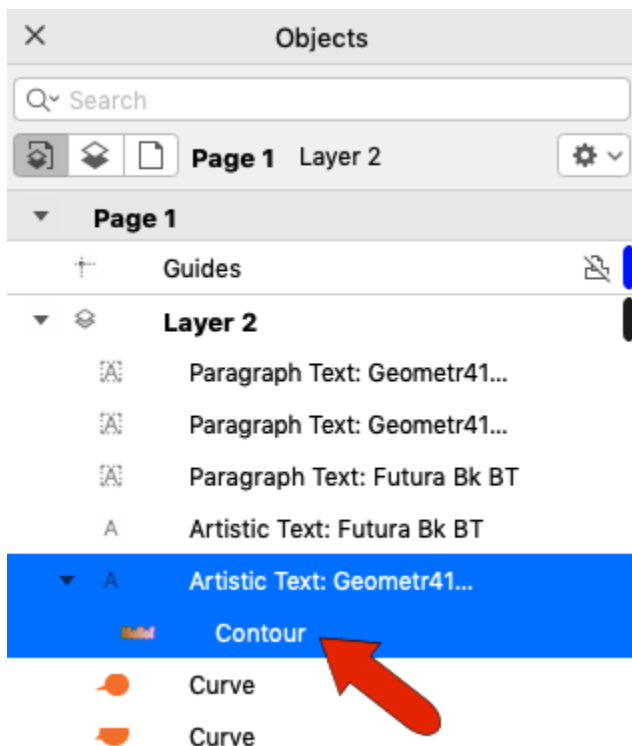 Objects
Search
Page 1 Layer 2
Page 1
Guides
Layer 2
Paragraph Text: Geometr41...
Paragraph Text: Geometr41...
Paragraph Text: Futura Bk BT
Artistic Text: Futura Bk BT
Artistic Text: Geometr41...
Contour
Curve
Curve